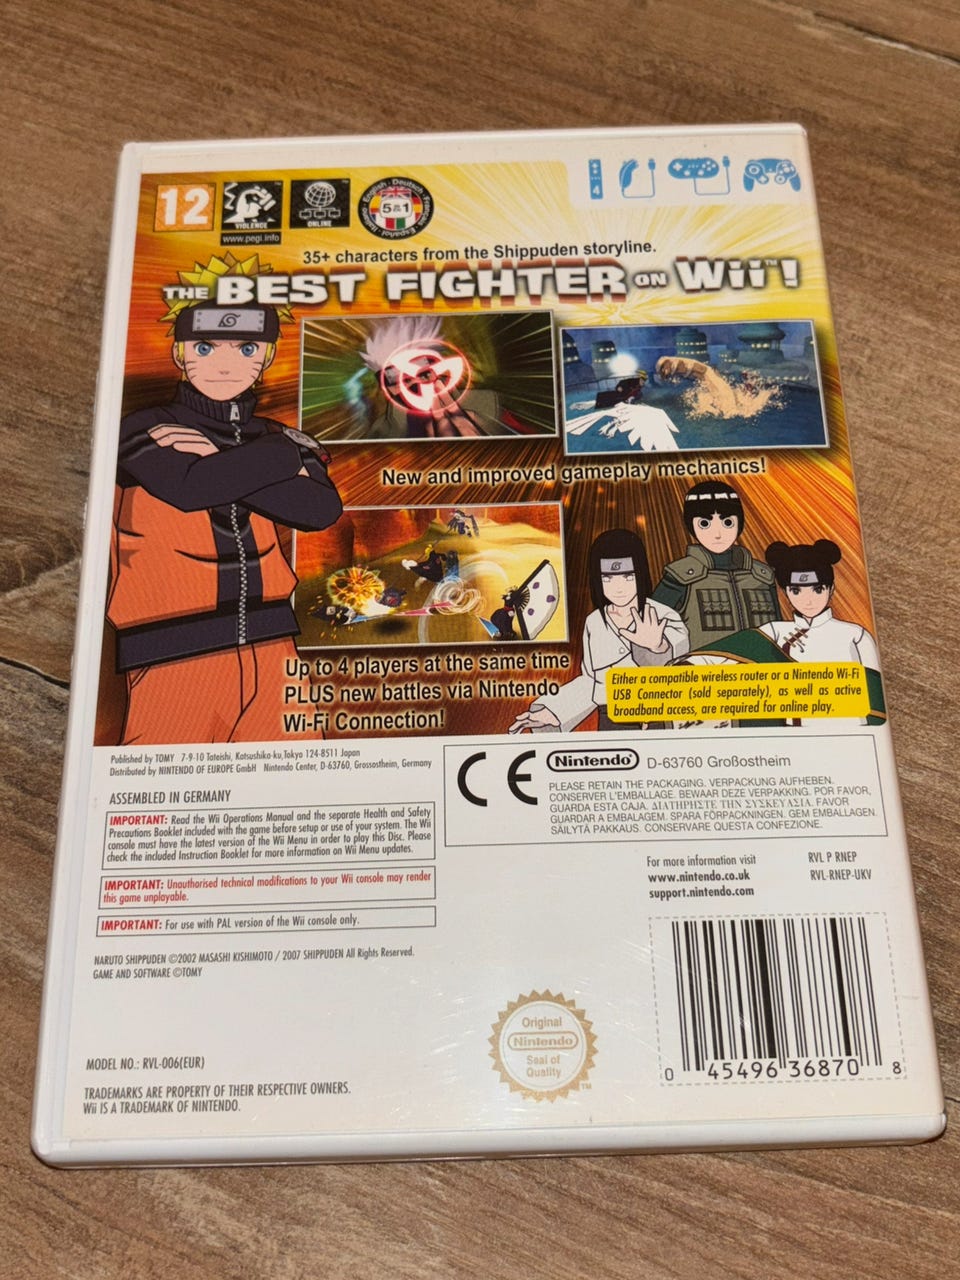 4
12
VIOLENCE
www.pegi.info
ONLINE
English · Deutsch · Français · Español · Italiano
5 in 1
35+ characters from the Shippuden storyline.
THE BEST FIGHTER ON Wii™!
New and improved gameplay mechanics!
Up to 4 players at the same time
PLUS new battles via Nintendo
Wi-Fi Connection!
Either a compatible wireless router or a Nintendo Wi-Fi
USB Connector (sold separately), as well as active
broadband access, are required for online play.
Published by TOMY 7-9-10 Tateishi, Katsushika-ku,Tokyo 124-8511 Japan
Distributed by NINTENDO OF EUROPE GmbH Nintendo Center, D-63760, Grossostheim, Germany
ASSEMBLED IN GERMANY
IMPORTANT: Read the Wii Operations Manual and the separate Health and Safety
Precautions Booklet included with the game before setup or use of your system. The Wii
console must have the latest version of the Wii Menu in order to play this Disc. Please
check the included Instruction Booklet for more information on Wii Menu updates.
IMPORTANT: Unauthorised technical modifications to your Wii console may render
this game unplayable.
IMPORTANT: For use with PAL version of the Wii console only.
NARUTO SHIPPUDEN ©2002 MASASHI KISHIMOTO / 2007 SHIPPUDEN All Rights Reserved.
GAME AND SOFTWARE ©TOMY
MODEL NO.: RVL-006(EUR)
TRADEMARKS ARE PROPERTY OF THEIR RESPECTIVE OWNERS.
Wii IS A TRADEMARK OF NINTENDO.
CE
Nintendo® D-63760 Großostheim
PLEASE RETAIN THE PACKAGING. VERPACKUNG AUFHEBEN.
CONSERVER L'EMBALLAGE. BEWAAR DEZE VERPAKKING. POR FAVOR,
GUARDA ESTA CAJA. ΔΙΑΤΗΡΗΣΤΕ ΤΗΝ ΣΥΣΚΕΥΑΣΙΑ. FAVOR
GUARDAR A EMBALAGEM. SPARA FÖRPACKNINGEN. GEM EMBALLAGEN.
SÄILYTÄ PAKKAUS. CONSERVARE QUESTA CONFEZIONE.
For more information visit
www.nintendo.co.uk
support.nintendo.com
RVL P RNEP
RVL-RNEP-UKV
Original
Nintendo®
Seal of
Quality
TM
0 45496 36870 8